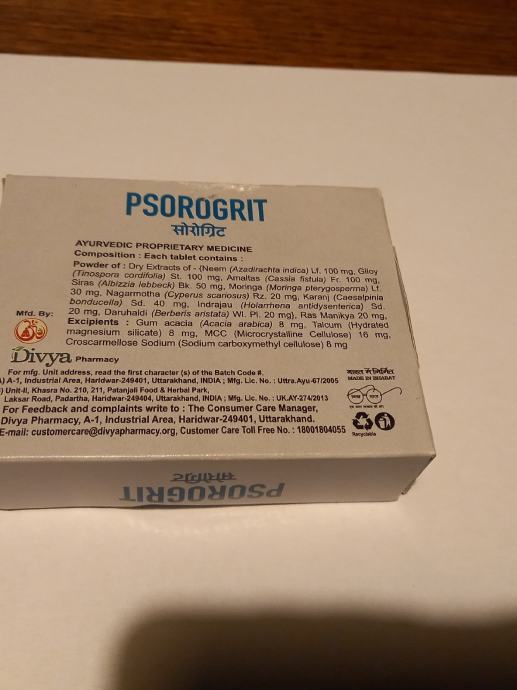 PSOROGRIT
सोरोग्रिट
AYURVEDIC PROPRIETARY MEDICINE
Composition : Each tablet contains :
Powder of : Dry Extracts of - (Neem (Azadirachta indica) Lf. 100 mg, Giloy
(Tinospora cordifolia) St. 100 mg, Amaltas (Cassia fistula) Fr. 100 mg,
Siras (Albizzia lebbeck) Bk. 50 mg, Moringa (Moringa pterygosperma) Lf.
30 mg, Nagarmotha (Cyperus scariosus) Rz. 20 mg, Karanj (Caesalpinia
bonducella) Sd. 40 mg, Indrajau (Holarrhena antidysenterica) Sd.
20 mg, Daruhaldi (Berberis aristata) Wl. Pl. 20 mg), Ras Manikya 20 mg,
Excipients : Gum acacia (Acacia arabica) 8 mg, Talcum (Hydrated
magnesium silicate) 8 mg, MCC (Microcrystalline Cellulose) 16 mg,
Croscarmellose Sodium (Sodium carboxymethyl cellulose) 8 mg
Mfd. By:
Divya Pharmacy
For mfg. Unit address, read the first character (s) of the Batch Code #.
A) A-1, Industrial Area, Haridwar-249401, Uttarakhand, INDIA ; Mfg. Lic. No. : Uttra.Ayu-67/2005
) Unit-II, Khasra No. 210, 211, Patanjali Food & Herbal Park,
Laksar Road, Padartha, Haridwar-249404, Uttarakhand, INDIA ; Mfg. Lic. No. : UK.AY-274/2013
For Feedback and complaints write to : The Consumer Care Manager,
Divya Pharmacy, A-1, Industrial Area, Haridwar-249401, Uttarakhand.
E-mail: customercare@divyapharmacy.org, Customer Care Toll Free No. : 18001804055
भारत में निर्मित
MADE IN BHARAT
Recyclable
PSOROGRIT
सोरोग्रिट